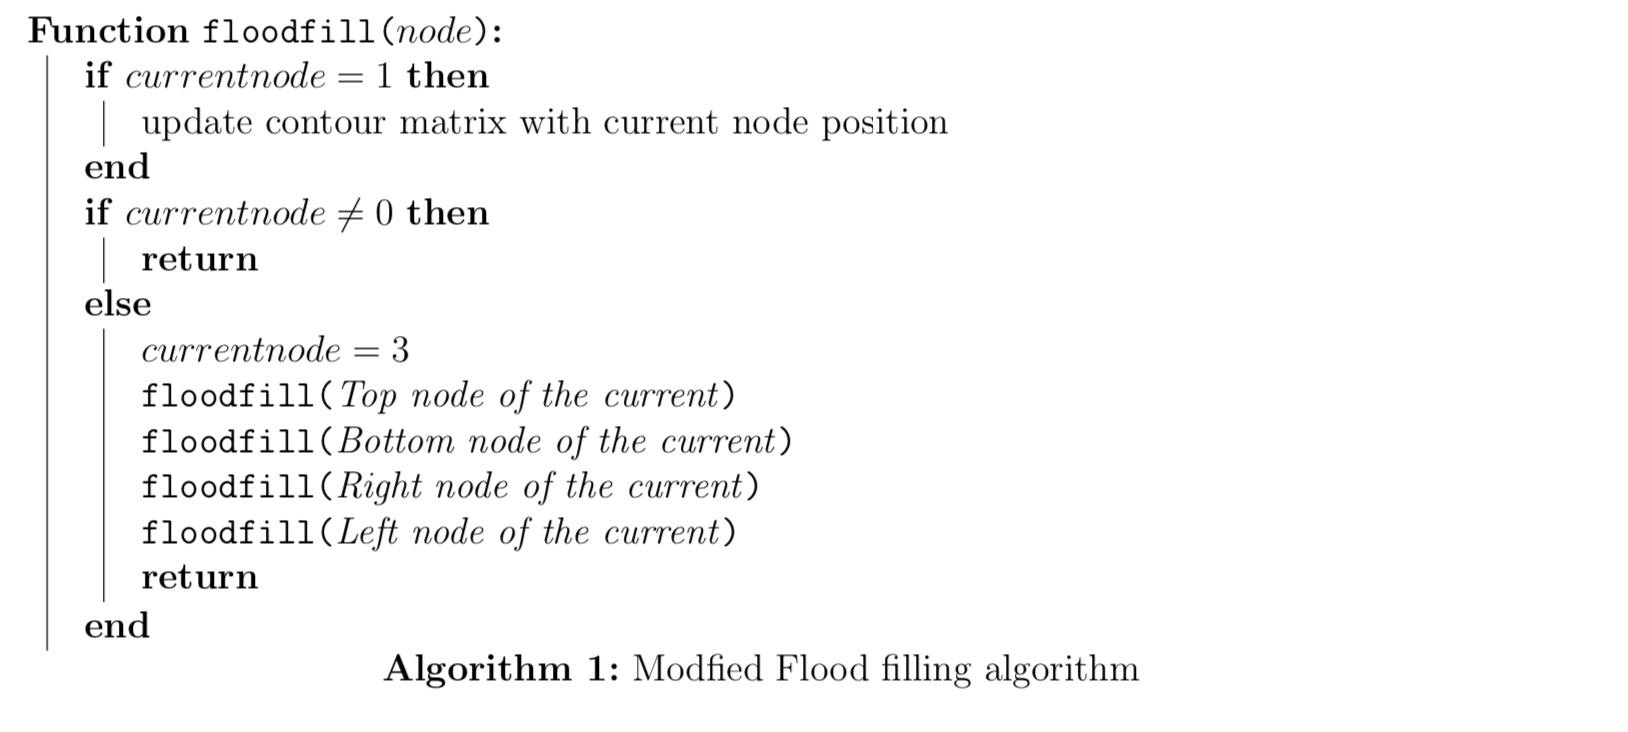 Function floodfill(node):
if currentnode = 1 then
update contour matrix with current node position
end
if currentnode ≠ 0 then
return
else
currentnode = 3
floodfill(Top node of the current)
floodfill(Bottom node of the current)
floodfill(Right node of the current)
floodfill(Left node of the current)
return
end
Algorithm 1: Modfied Flood filling algorithm